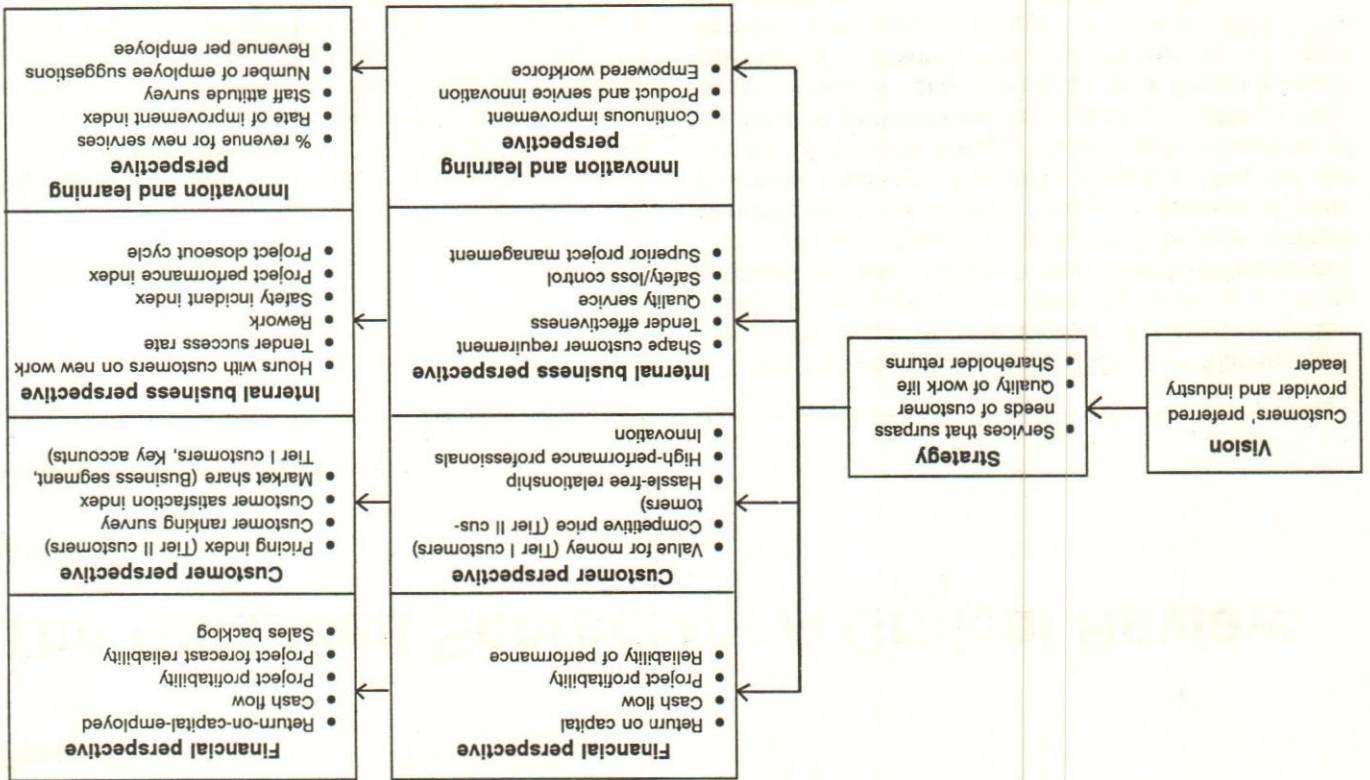 Vision
Customers' preferred
provider and industry
leader
Strategy
• Services that surpass
needs of customer
• Quality of work life
• Shareholder returns
Financial perspective
• Return on capital
• Cash flow
• Project profitability
• Reliability of performance
Customer perspective
• Value for money (Tier I customers)
• Competitive price (Tier II cus-
tomers)
• Hassle-free relationship
• High-performance professionals
• Innovation
Internal business perspective
• Shape customer requirement
• Tender effectiveness
• Quality service
• Safety/loss control
• Superior project management
Innovation and learning
perspective
• Continuous improvement
• Product and service innovation
• Empowered workforce
Financial perspective
• Return-on-capital-employed
• Cash flow
• Project profitability
• Project forecast reliability
• Sales backlog
Customer perspective
• Pricing index (Tier II customers)
• Customer ranking survey
• Customer satisfaction index
• Market share (Business segment,
Tier I customers, Key accounts)
Internal business perspective
• Hours with customers on new work
• Tender success rate
• Rework
• Safety incident index
• Project performance index
• Project closeout cycle
Innovation and learning
perspective
• % revenue for new services
• Rate of improvement index
• Staff attitude survey
• Number of employee suggestions
• Revenue per employee